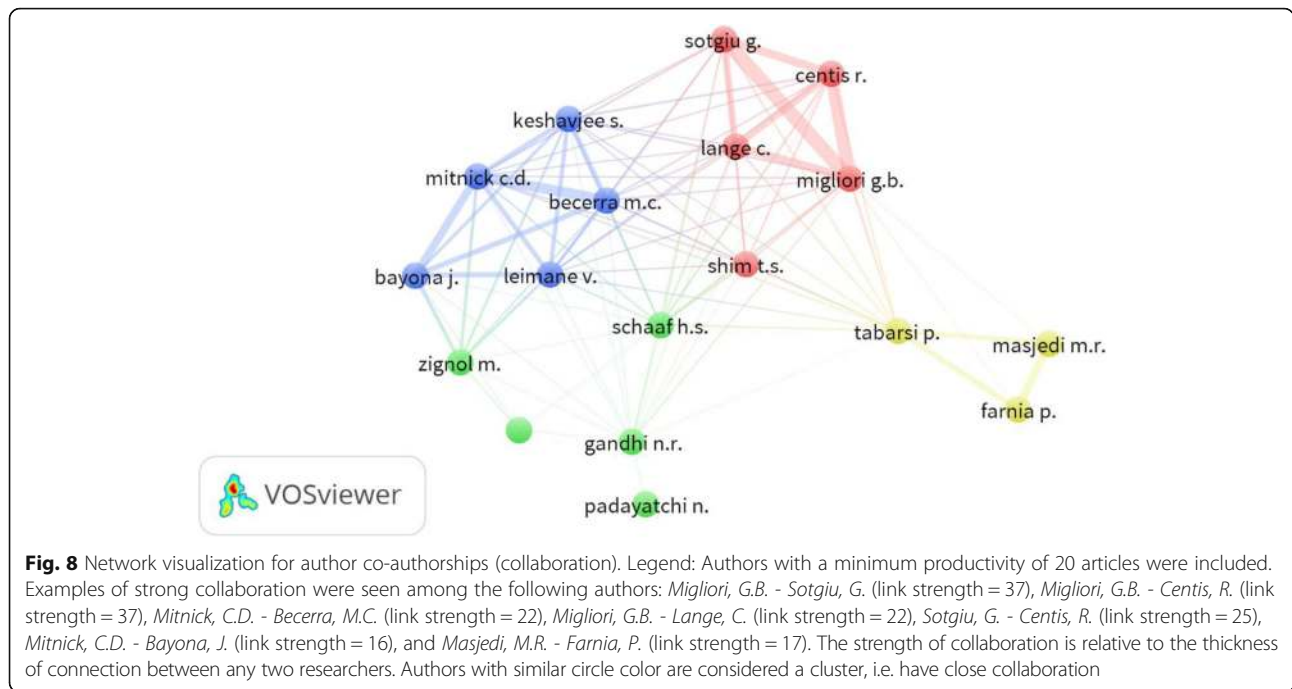 sotgiu g.
centis r.
keshavjee s.
lange c.
mitnick c.d.
migliori g.b.
becerra m.c.
shim t.s.
bayona j.
leimane v.
schaaf h.s.
tabarsi p.
masjedi m.r.
zignol m.
farnia p.
gandhi n.r.
VOSviewer
padayatchi n.
Fig. 8 Network visualization for author co-authorships (collaboration). Legend: Authors with a minimum productivity of 20 articles were included.
Examples of strong collaboration were seen among the following authors: Migliori, G.B. - Sotgiu, G. (link strength = 37), Migliori, G.B. - Centis, R. (link
strength = 37), Mitnick, C.D. - Becerra, M.C. (link strength = 22), Migliori, G.B. - Lange, C. (link strength = 22), Sotgiu, G. - Centis, R. (link strength = 25),
Mitnick, C.D. - Bayona, J. (link strength = 16), and Masjedi, M.R. - Farnia, P. (link strength = 17). The strength of collaboration is relative to the thickness
of connection between any two researchers. Authors with similar circle color are considered a cluster, i.e. have close collaboration